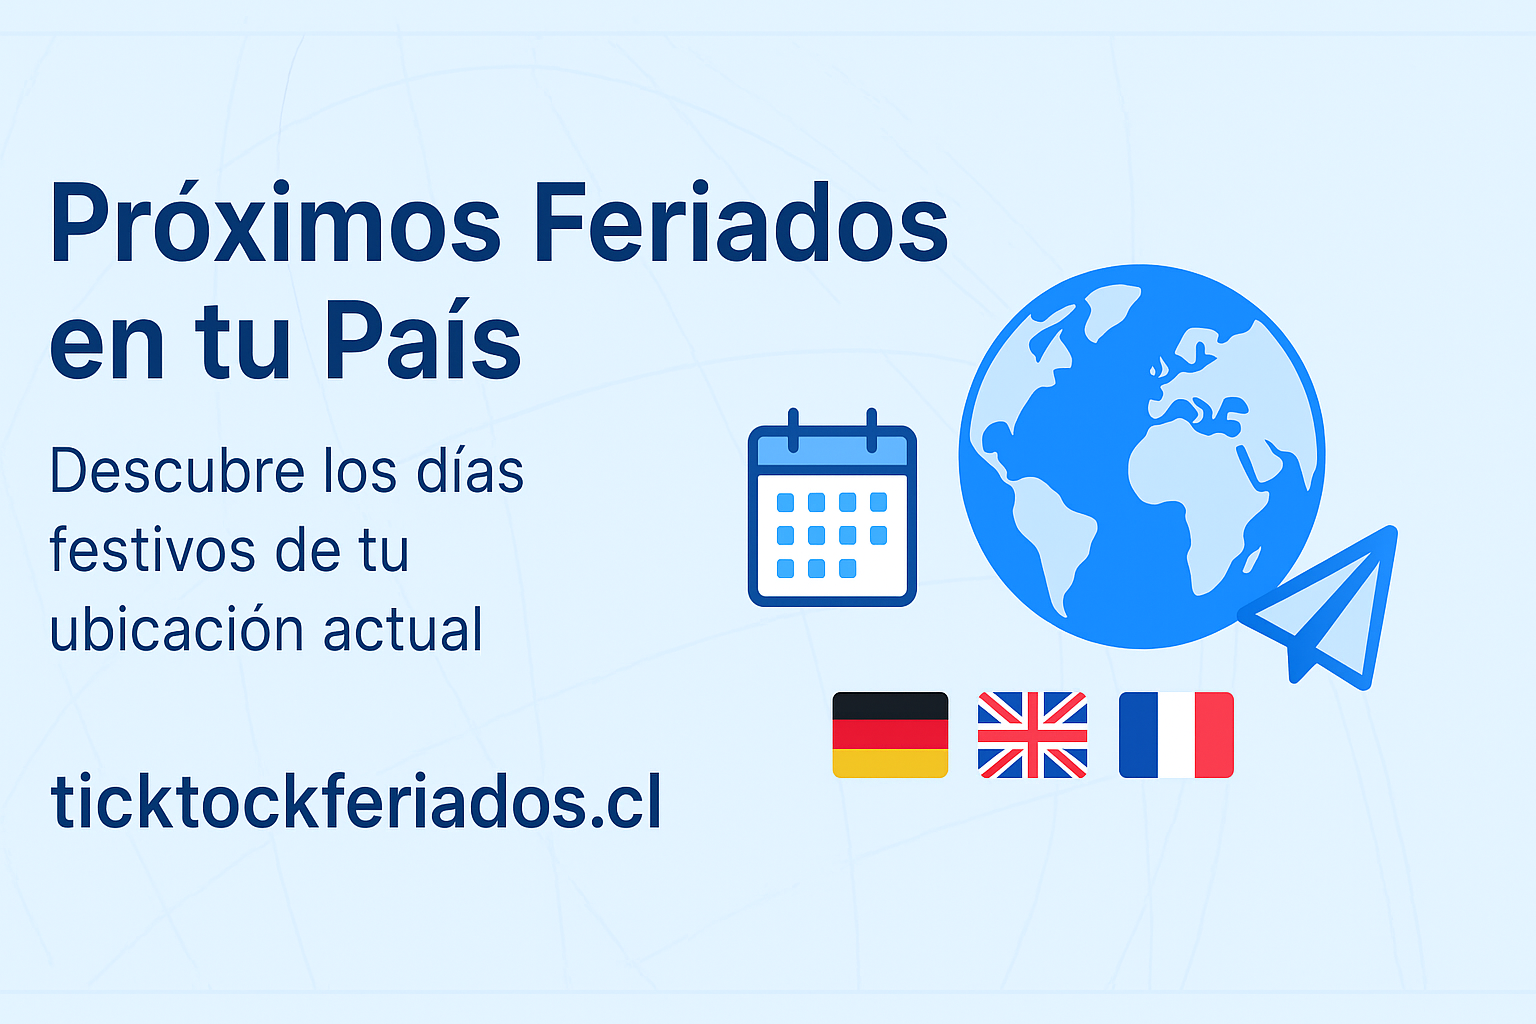 Próximos Feriados
en tu País
Descubre los días
festivos de tu
ubicación actual
ticktockferiados.cl